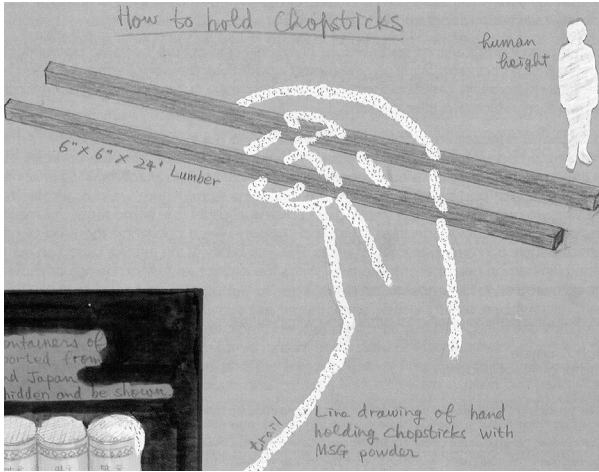 How to hold Chopsticks
human
height
6" X 6" X 24' Lumber
ontainers of
ported from
nd Japan
hidden and be shown
trail
Line drawing of hand
holding chopsticks with
MSG powder